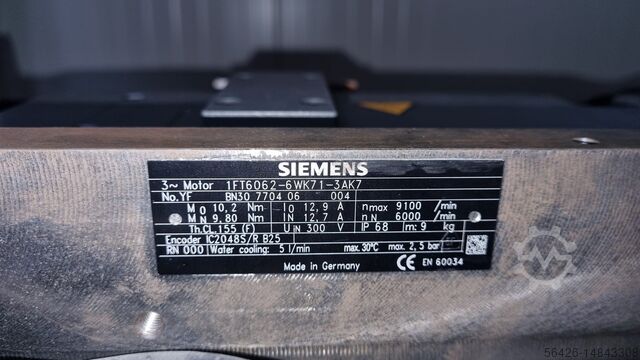 SIEMENS
3~ Motor 1FT6062-6WK71-3AK7
No.YF BN30 7704 06 004
M0 10,2 Nm I0 12,9 A nmax 9100 /min
MN 9.80 Nm IN 12,7 A nN 6000 /min
Th.CL.155 (F) UIN 300 V IP 68 m: 9 kg
Encoder IC2048S/R B25
RN 000 Water cooling: 5 l/min max. 30°C max. 2,5 bar
Made in Germany CE EN 60034